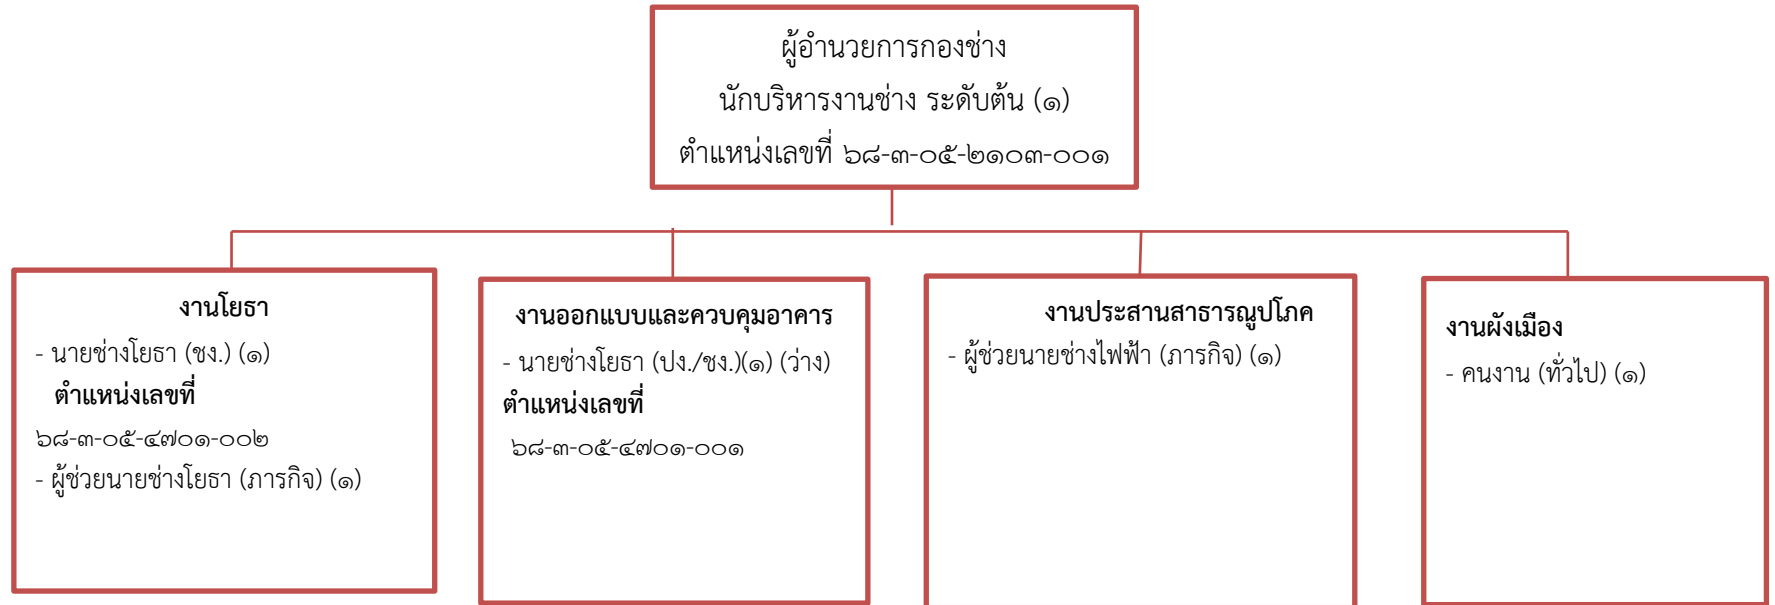 ผู้อำนวยการกองช่าง
นักบริหารงานช่าง ระดับต้น (๑)
ตำแหน่งเลขที่ ๖๘-๓-๐๕-๒๑๐๓-๐๐๑
งานโยธา
- นายช่างโยธา (ชง.) (๑)
ตำแหน่งเลขที่
๖๘-๓-๐๕-๔๗๐๑-๐๐๒
- ผู้ช่วยนายช่างโยธา (ภารกิจ) (๑)
งานออกแบบและควบคุมอาคาร
- นายช่างโยธา (ปง./ชง.)(๑) (ว่าง)
ตำแหน่งเลขที่
๖๘-๓-๐๕-๔๗๐๑-๐๐๑
งานประสานสาธารณูปโภค
- ผู้ช่วยนายช่างไฟฟ้า (ภารกิจ) (๑)
งานผังเมือง
- คนงาน (ทั่วไป) (๑)